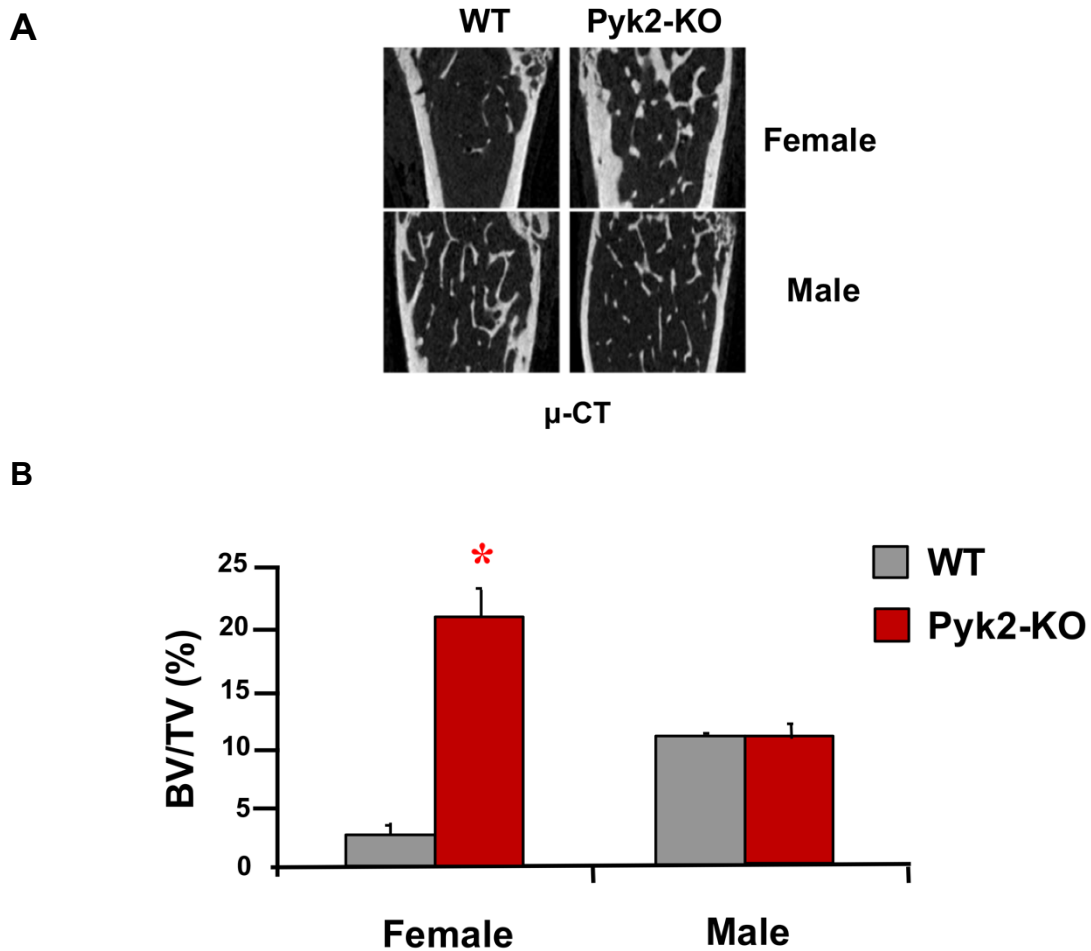 A
WT Pyk2-KO
Female
Male
µ-CT
B
*
WT
Pyk2-KO
BV/TV (%)
25
20
15
10
5
0
Female Male